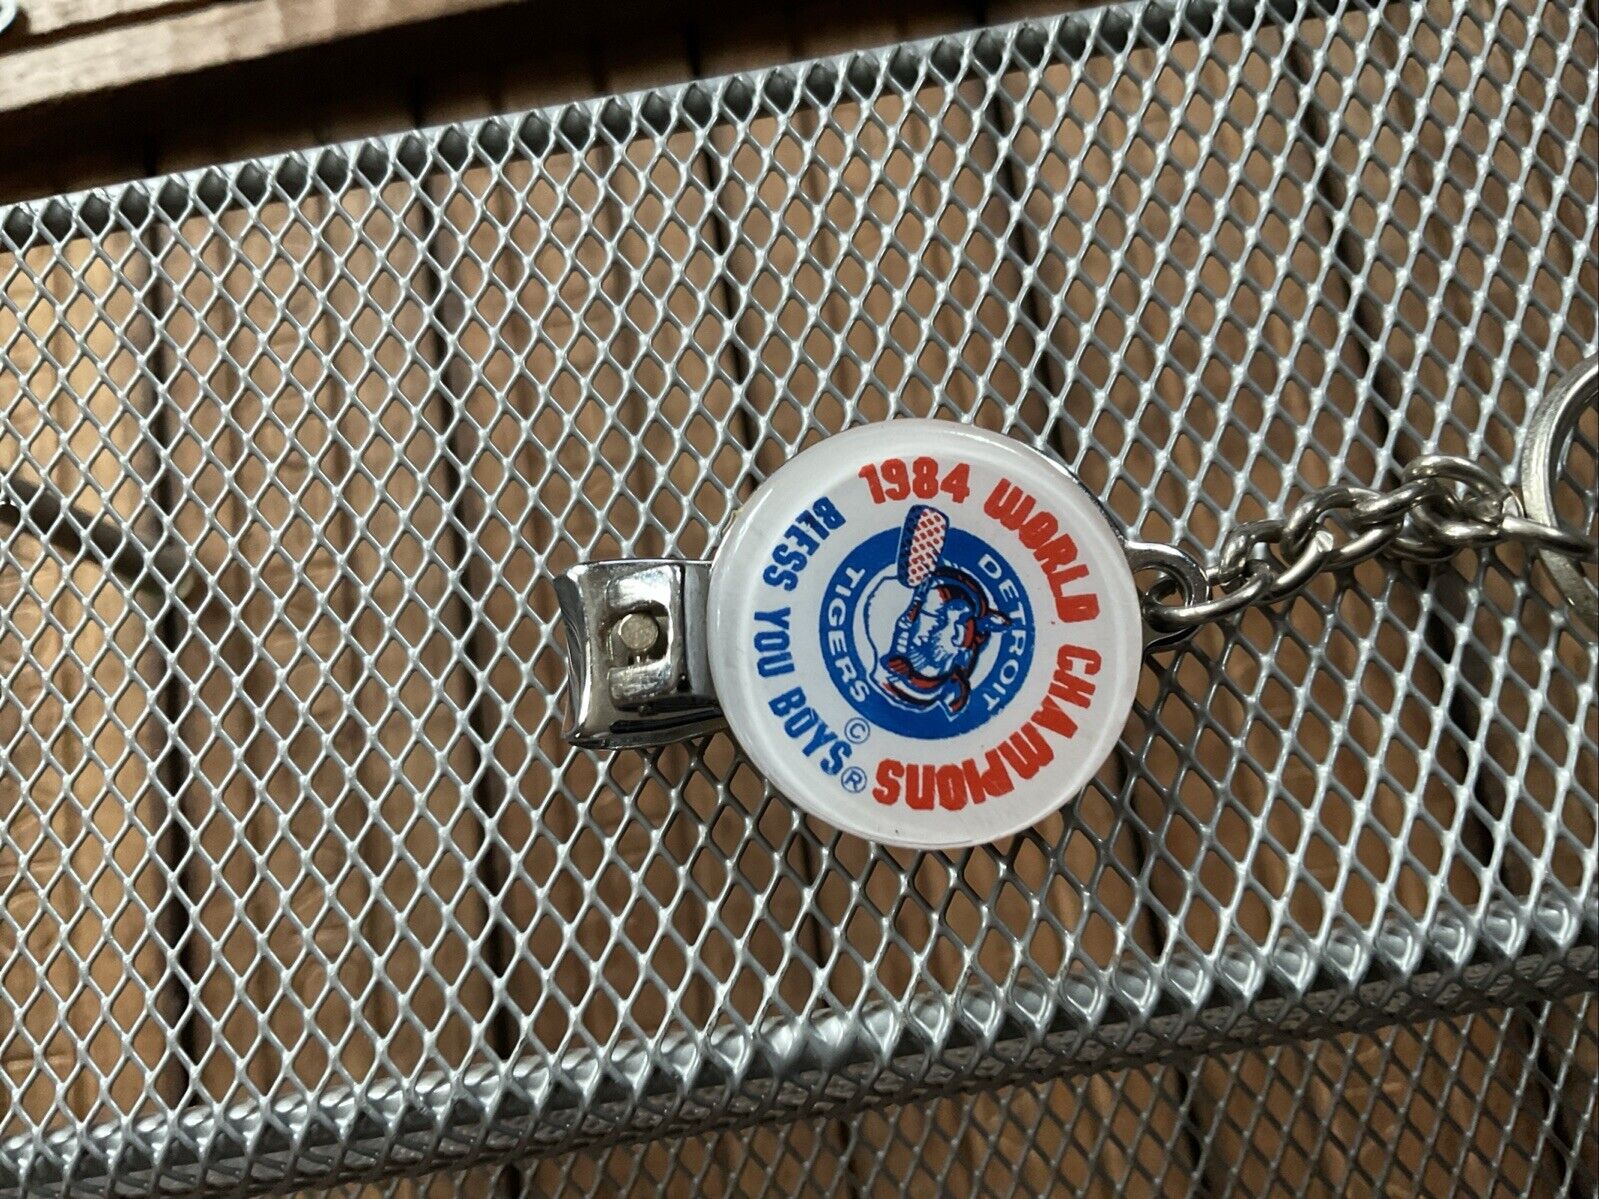 1984 WORLD CHAMPIONS
DETROIT
TIGERS
©
BLESS YOU BOYS®